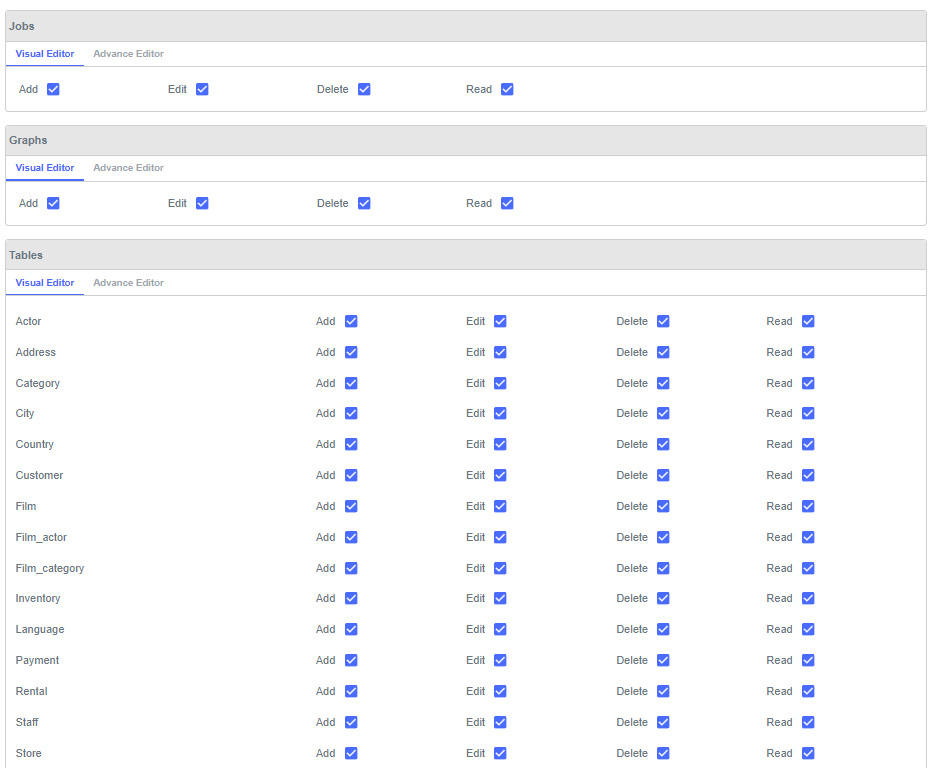 Jobs
Visual Editor Advance Editor
Add Edit Delete Read
Graphs
Visual Editor Advance Editor
Add Edit Delete Read
Tables
Visual Editor Advance Editor
Actor Add Edit Delete Read
Address Add Edit Delete Read
Category Add Edit Delete Read
City Add Edit Delete Read
Country Add Edit Delete Read
Customer Add Edit Delete Read
Film Add Edit Delete Read
Film_actor Add Edit Delete Read
Film_category Add Edit Delete Read
Inventory Add Edit Delete Read
Language Add Edit Delete Read
Payment Add Edit Delete Read
Rental Add Edit Delete Read
Staff Add Edit Delete Read
Store Add Edit Delete Read